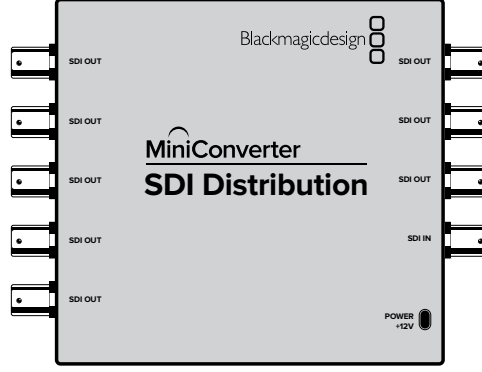 Blackmagicdesign
SDI OUT
SDI OUT
SDI OUT
SDI OUT
MiniConverter
SDI Distribution
SDI OUT
SDI OUT
SDI OUT
SDI IN
SDI OUT
POWER
+12V